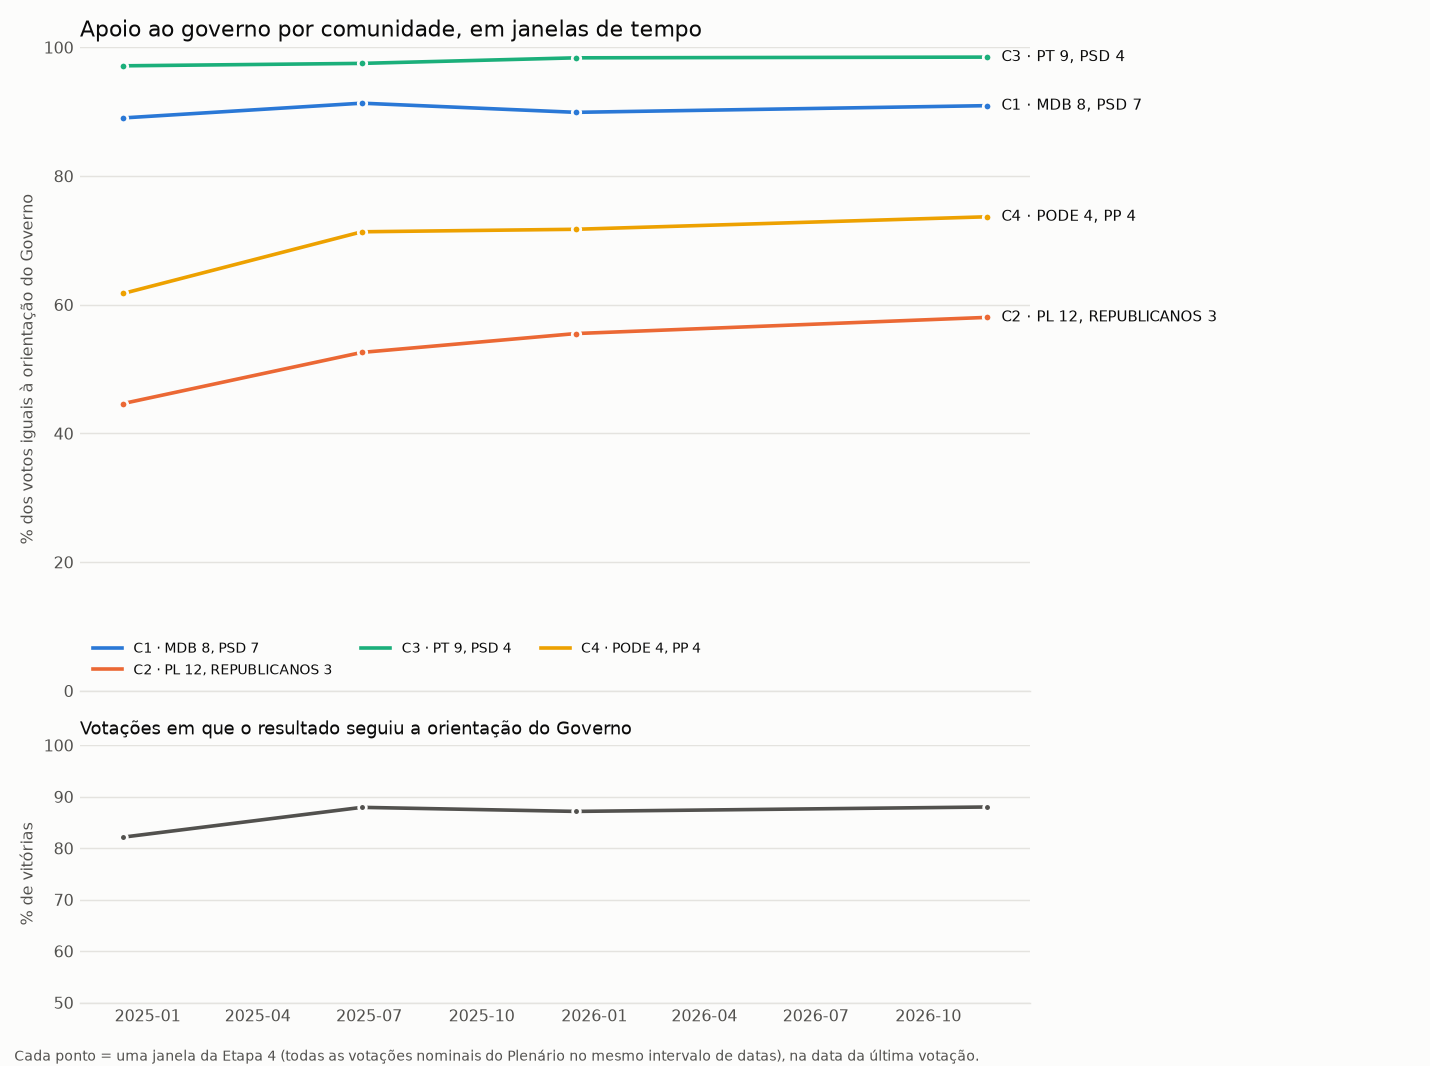 Apoio ao governo por comunidade, em janelas de tempo
% dos votos iguais à orientação do Governo
100
80
60
40
20
0
C3 · PT 9, PSD 4
C1 · MDB 8, PSD 7
C4 · PODE 4, PP 4
C2 · PL 12, REPUBLICANOS 3
C1 · MDB 8, PSD 7
C3 · PT 9, PSD 4
C4 · PODE 4, PP 4
C2 · PL 12, REPUBLICANOS 3
Votações em que o resultado seguiu a orientação do Governo
% de vitórias
100
90
80
70
60
50
2025-01 2025-04 2025-07 2025-10 2026-01 2026-04 2026-07 2026-10
Cada ponto = uma janela da Etapa 4 (todas as votações nominais do Plenário no mesmo intervalo de datas), na data da última votação.